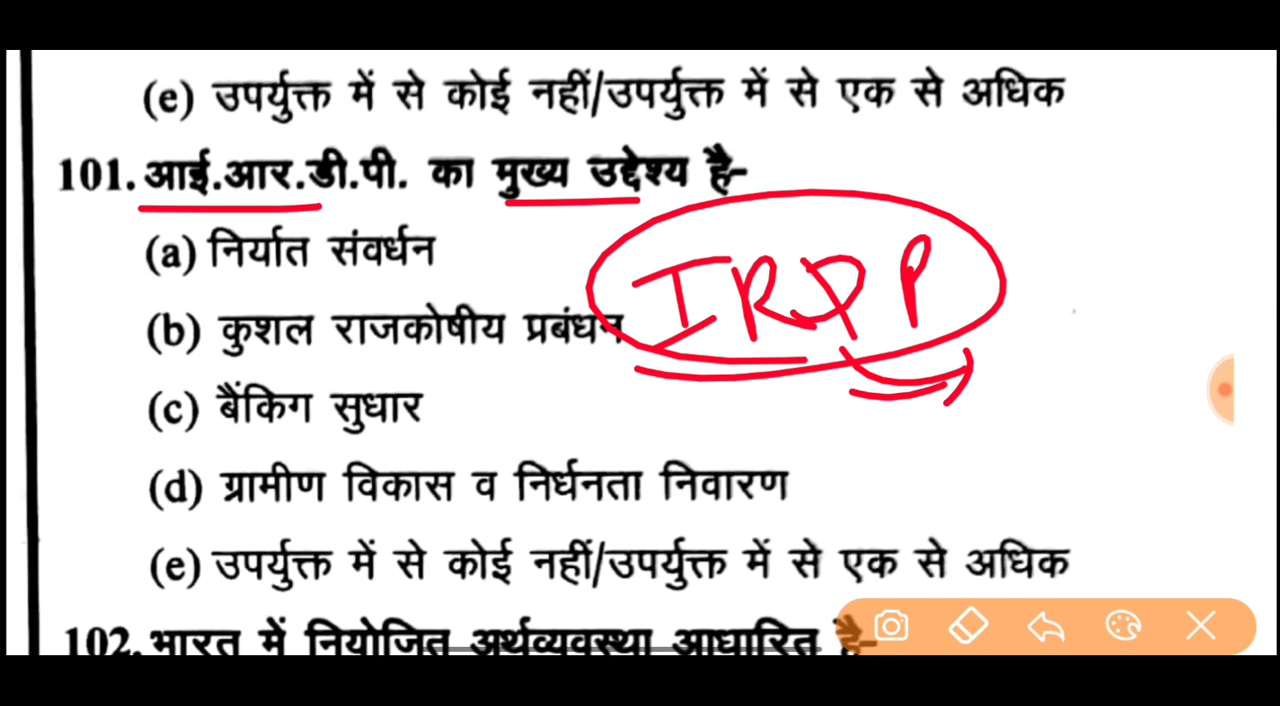 (e) उपर्युक्त में से कोई नहीं/उपर्युक्त में से एक से अधिक
101. आई.आर.डी.पी. का मुख्य उद्देश्य है-
(a) निर्यात संवर्धन
IRDP
(b) कुशल राजकोषीय प्रबंधन
(c) बैंकिग सुधार
(d) ग्रामीण विकास व निर्धनता निवारण
(e) उपर्युक्त में से कोई नहीं/उपर्युक्त में से एक से अधिक
102. भारत में नियोजित अर्थव्यवस्था आधारित है-